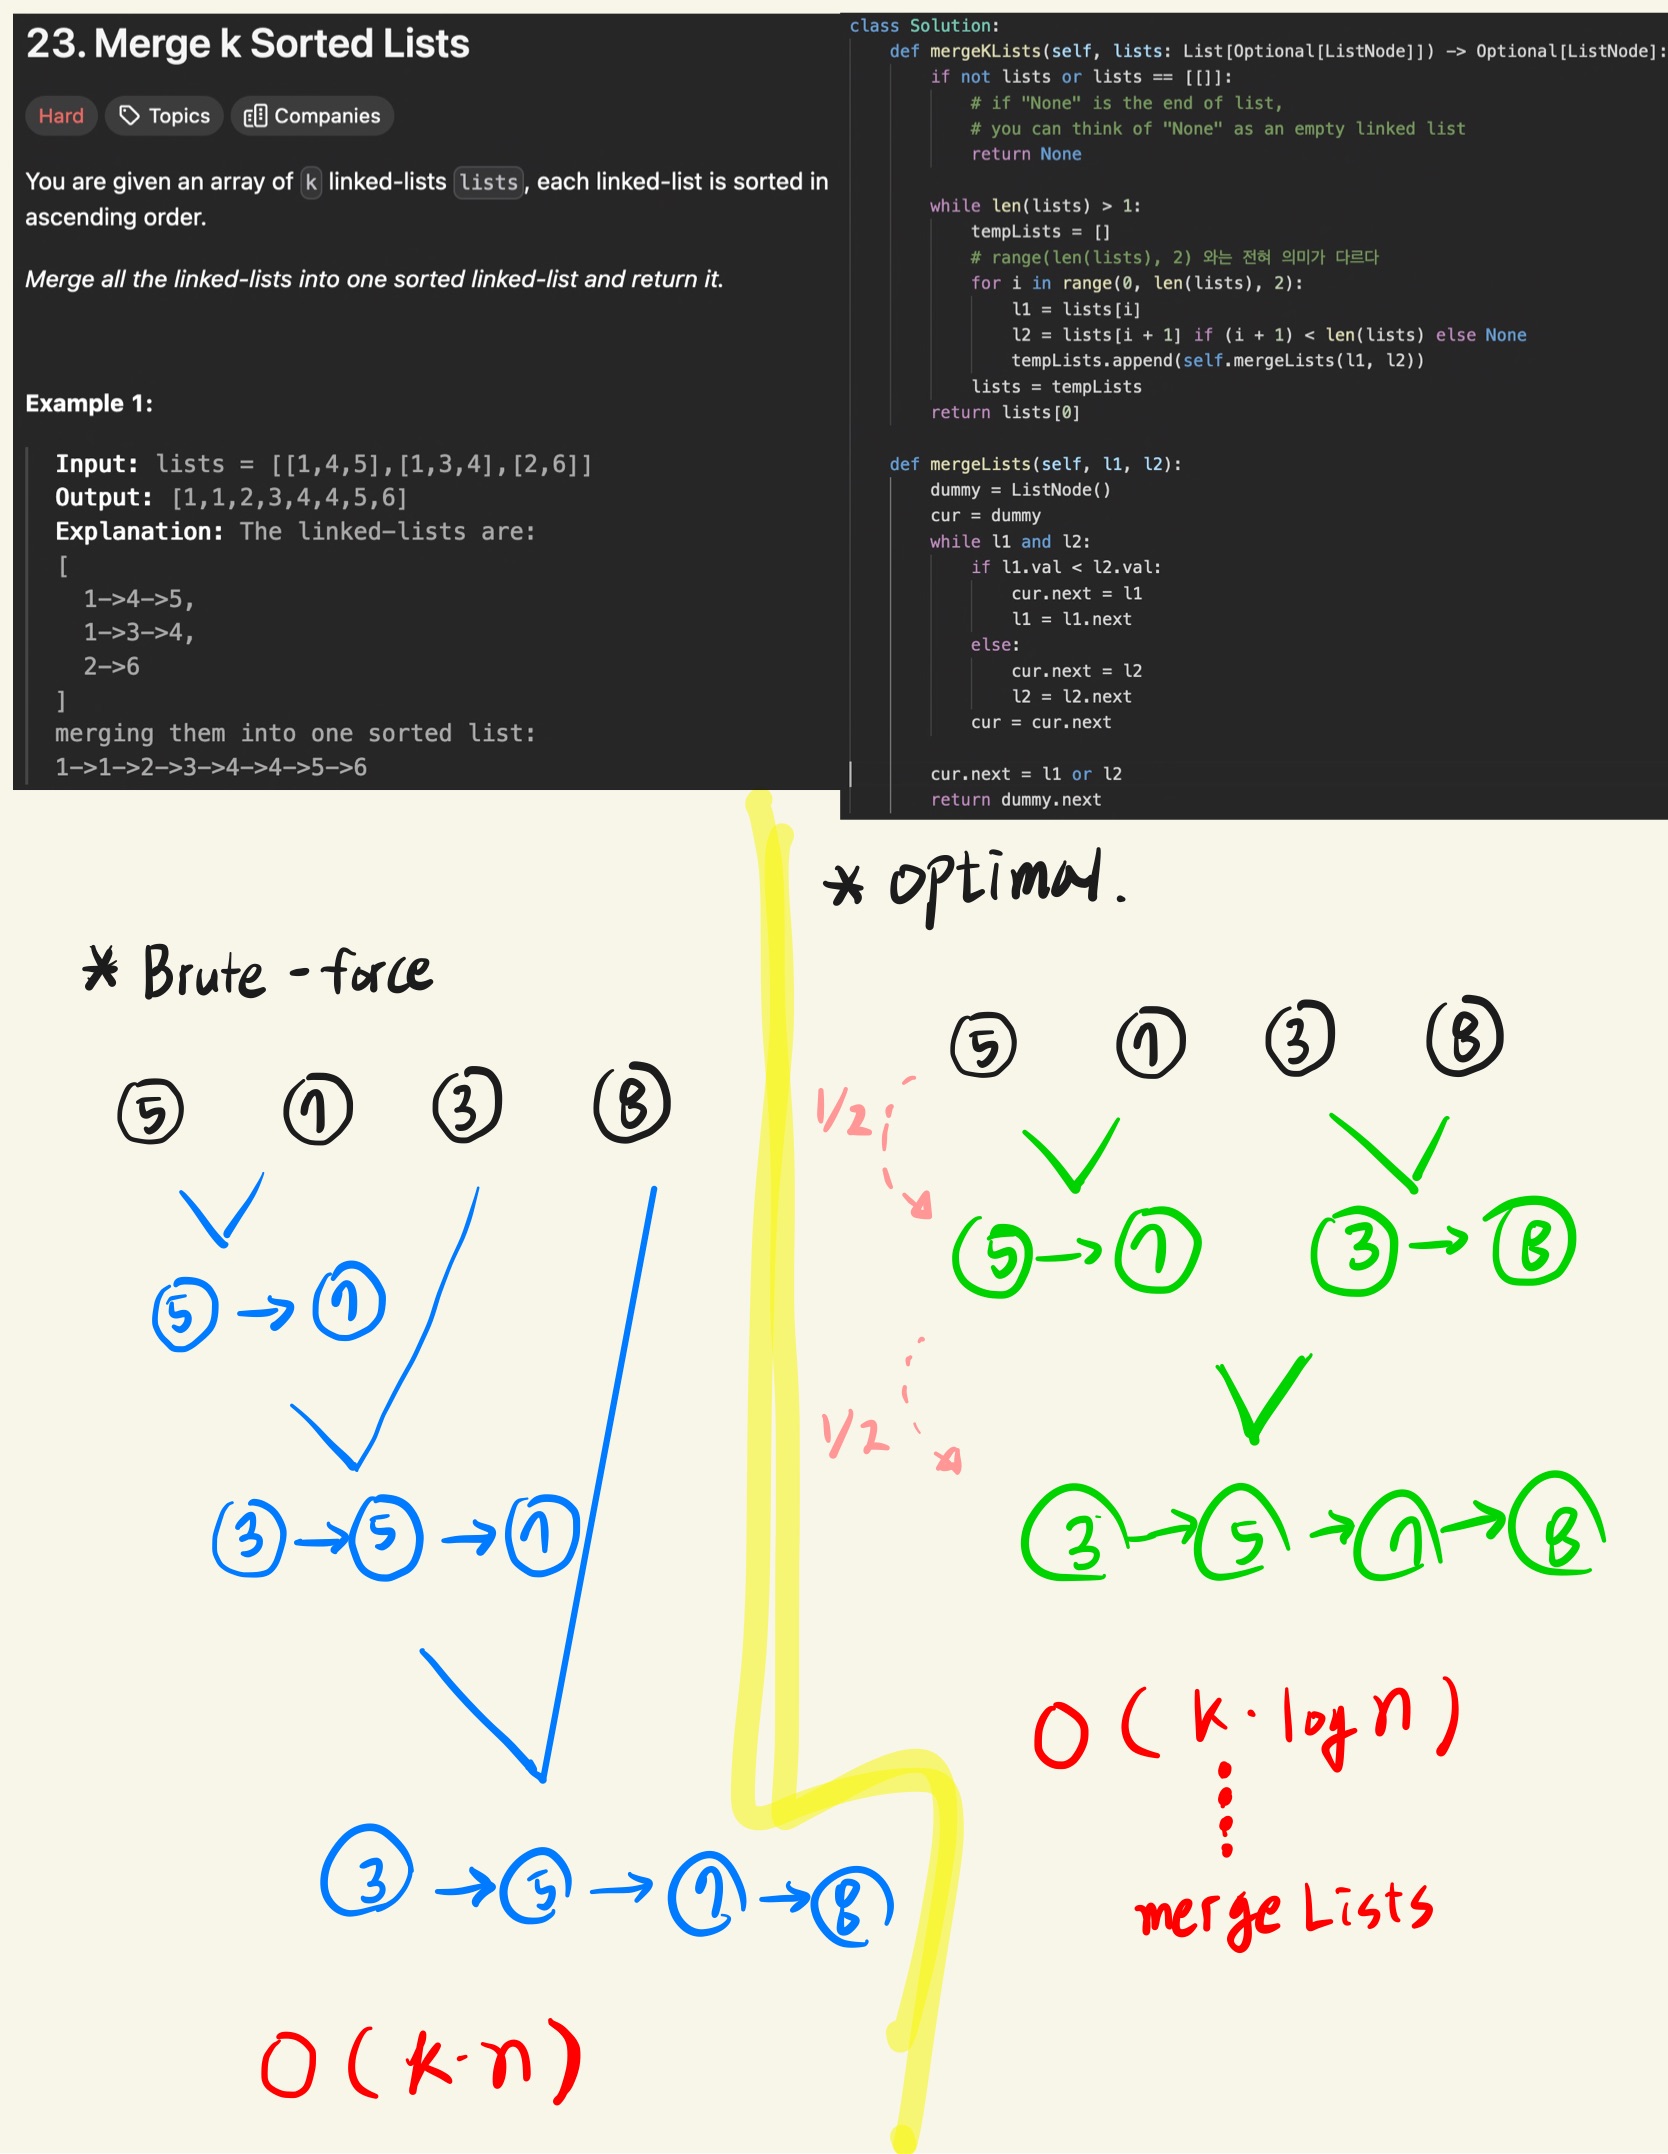 23. Merge k Sorted Lists
Hard Topics Companies
You are given an array of k linked-lists lists, each linked-list is sorted in
ascending order.
Merge all the linked-lists into one sorted linked-list and return it.
Example 1:
Input: lists = [[1,4,5],[1,3,4],[2,6]]
Output: [1,1,2,3,4,4,5,6]
Explanation: The linked-lists are:
[
  1->4->5,
  1->3->4,
  2->6
]
merging them into one sorted list:
1->1->2->3->4->4->5->6
class Solution:
    def mergeKLists(self, lists: List[Optional[ListNode]]) -> Optional[ListNode]:
        if not lists or lists == [[]]:
            # if "None" is the end of list,
            # you can think of "None" as an empty linked list
            return None
        while len(lists) > 1:
            tempLists = []
            # range(len(lists), 2) 와는 전혀 의미가 다르다
            for i in range(0, len(lists), 2):
                l1 = lists[i]
                l2 = lists[i + 1] if (i + 1) < len(lists) else None
                tempLists.append(self.mergeLists(l1, l2))
            lists = tempLists
        return lists[0]
    def mergeLists(self, l1, l2):
        dummy = ListNode()
        cur = dummy
        while l1 and l2:
            if l1.val < l2.val:
                cur.next = l1
                l1 = l1.next
            else:
                cur.next = l2
                l2 = l2.next
            cur = cur.next
        cur.next = l1 or l2
        return dummy.next
* Brute-force
5 7 3 8
5 → 7
3 → 5 → 7
3 → 5 → 7 → 8
O(k·n)
* optimal.
5 7 3 8
1/2
5 → 7 3 → 8
1/2
3 → 5 → 7 → 8
O(k·log n)
merge Lists